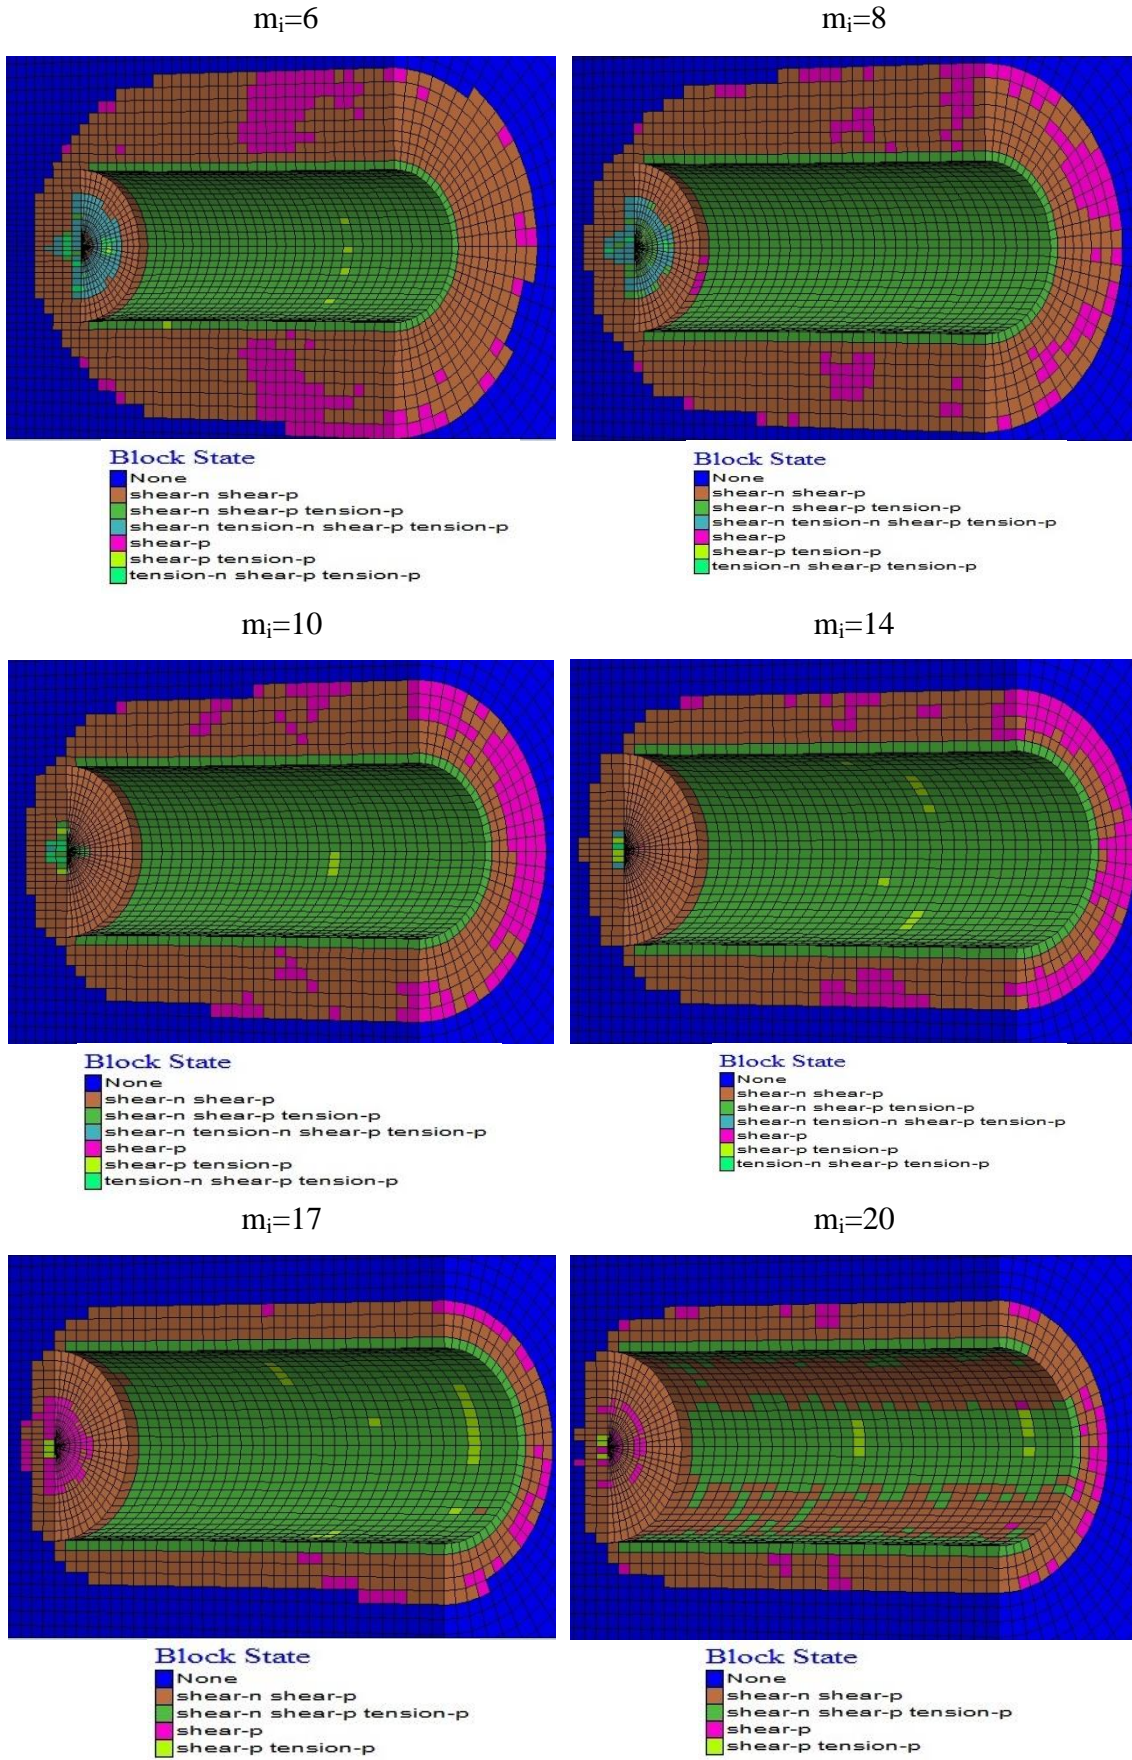 mi=6
mi=8
Block State
None
shear-n shear-p
shear-n shear-p tension-p
shear-n tension-n shear-p tension-p
shear-p
shear-p tension-p
tension-n shear-p tension-p
Block State
None
shear-n shear-p
shear-n shear-p tension-p
shear-n tension-n shear-p tension-p
shear-p
shear-p tension-p
tension-n shear-p tension-p
mi=10
mi=14
Block State
None
shear-n shear-p
shear-n shear-p tension-p
shear-n tension-n shear-p tension-p
shear-p
shear-p tension-p
tension-n shear-p tension-p
Block State
None
shear-n shear-p
shear-n shear-p tension-p
shear-n tension-n shear-p tension-p
shear-p
shear-p tension-p
tension-n shear-p tension-p
mi=17
mi=20
Block State
None
shear-n shear-p
shear-n shear-p tension-p
shear-p
shear-p tension-p
Block State
None
shear-n shear-p
shear-n shear-p tension-p
shear-p
shear-p tension-p